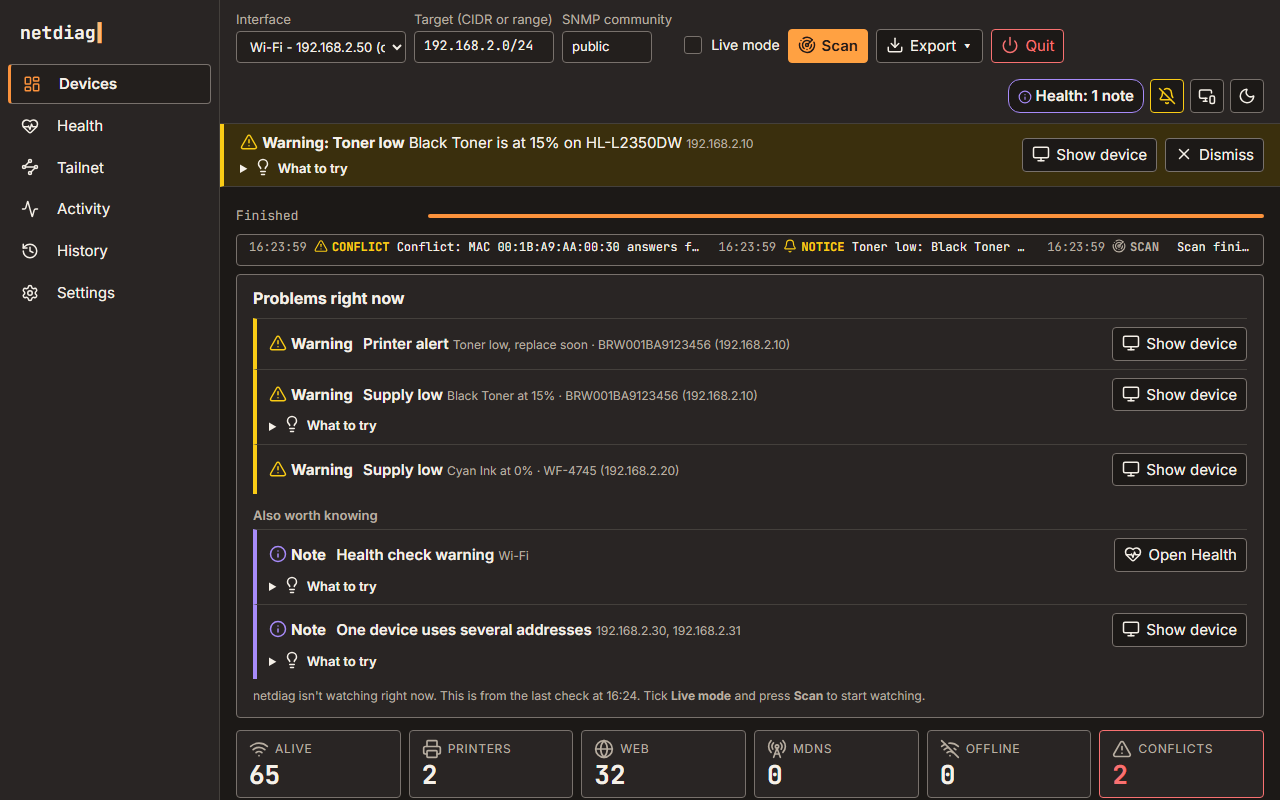 netdiag
Interface
Target (CIDR or range)
SNMP community
Wi-Fi - 192.168.2.50 (c
192.168.2.0/24
public
Live mode
Scan
Export
Quit
Health: 1 note
Devices
Health
Tailnet
Activity
History
Settings
Warning: Toner low Black Toner is at 15% on HL-L2350DW 192.168.2.10
What to try
Show device
Dismiss
Finished
16:23:59 CONFLICT Conflict: MAC 00:1B:A9:AA:00:30 answers f…
16:23:59 NOTICE Toner low: Black Toner …
16:23:59 SCAN Scan fini…
Problems right now
Warning Printer alert Toner low, replace soon · BRW001BA9123456 (192.168.2.10)
Show device
Warning Supply low Black Toner at 15% · BRW001BA9123456 (192.168.2.10)
Show device
What to try
Warning Supply low Cyan Ink at 0% · WF-4745 (192.168.2.20)
Show device
Also worth knowing
Note Health check warning Wi-Fi
Open Health
What to try
Note One device uses several addresses 192.168.2.30, 192.168.2.31
Show device
What to try
netdiag isn't watching right now. This is from the last check at 16:24. Tick Live mode and press Scan to start watching.
ALIVE
65
PRINTERS
2
WEB
32
MDNS
0
OFFLINE
0
CONFLICTS
2